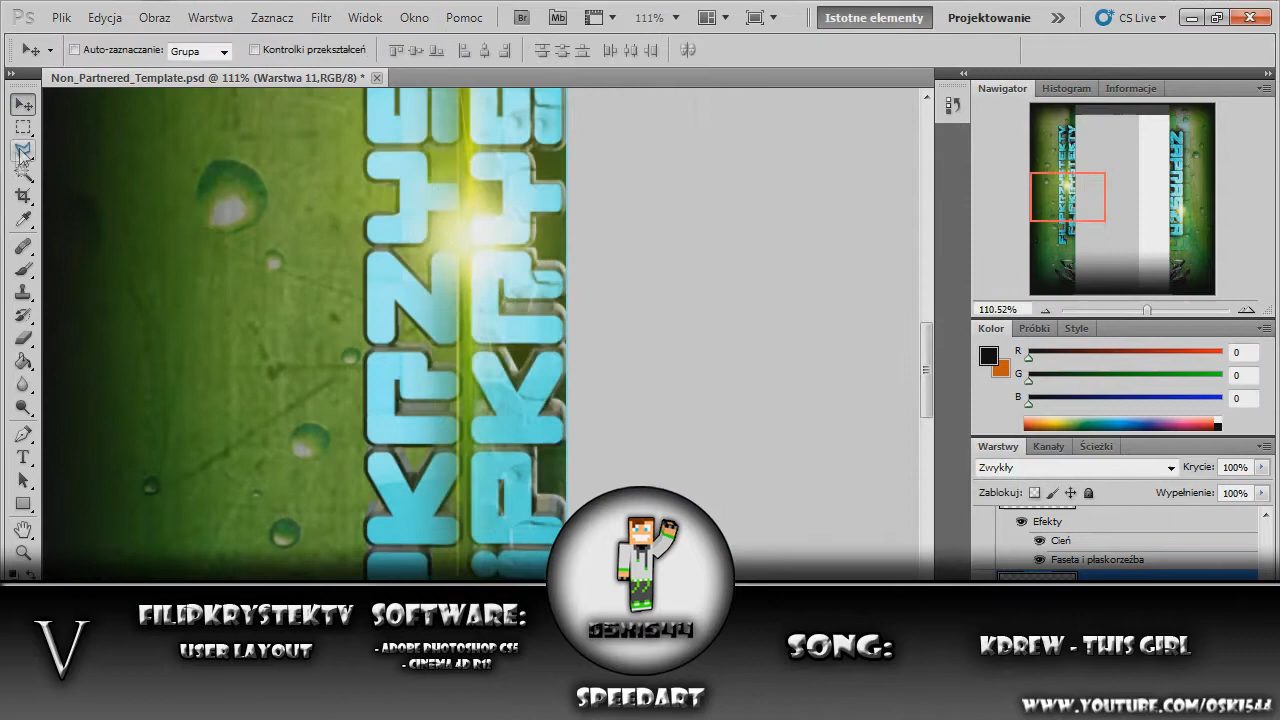 Ps Plik Edycja Obraz Warstwa Zaznacz Filtr Widok Okno Pomoc Br Mb 111% Istotne elementy Projektowanie CS Live
Auto-zaznaczanie: Grupa Kontrolki przekształceń
Non_Partnered_Template.psd @ 111% (Warstwa 11,RGB/8) *
Nawigator Histogram Informacje
110.52%
Kolor Próbki Style
R 0
G 0
B 0
Warstwy Kanały Ścieżki
Zwykły Krycie: 100%
Zablokuj: Wypełnienie: 100%
Efekty
Cień
Faseta i płaskorzeźba
V
FILIPKRYSTEKTV
USER LAYOUT
SOFTWARE:
- ADOBE PHOTOSHOP CS5
- CINEMA 4D R12
OSKI544
SPEEDART
SONG:
KDREW - THIS GIRL
WWW.YOUTUBE.COM/OSKI544